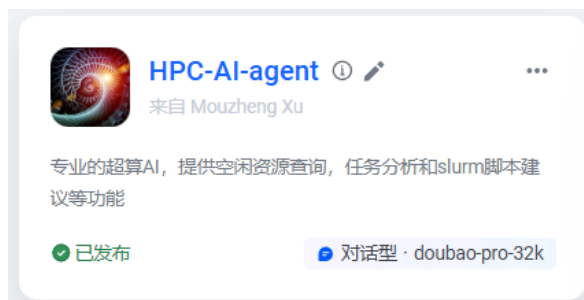 HPC-AI-agent
来自 Mouzheng Xu
专业的超算AI，提供空闲资源查询，任务分析和slurm脚本建
议等功能
已发布
对话型 · doubao-pro-32k